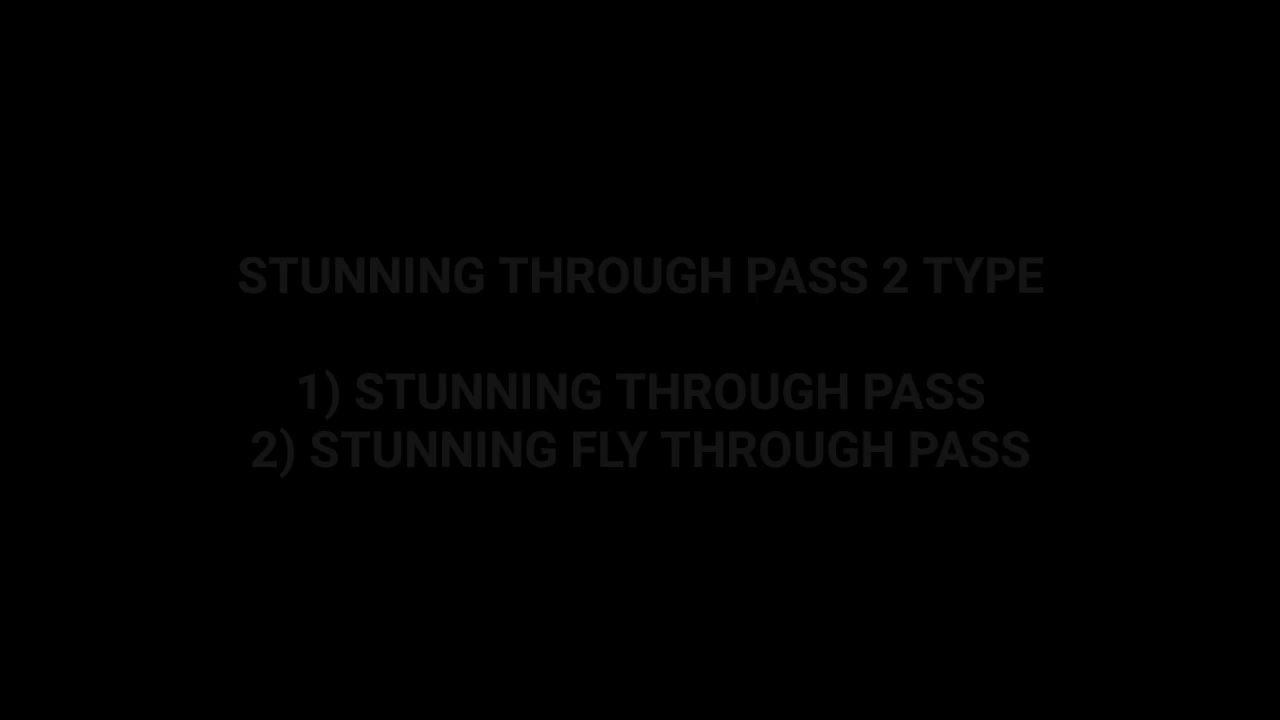 STUNNING THROUGH PASS 2 TYPE
1) STUNNING THROUGH PASS
2) STUNNING FLY THROUGH PASS